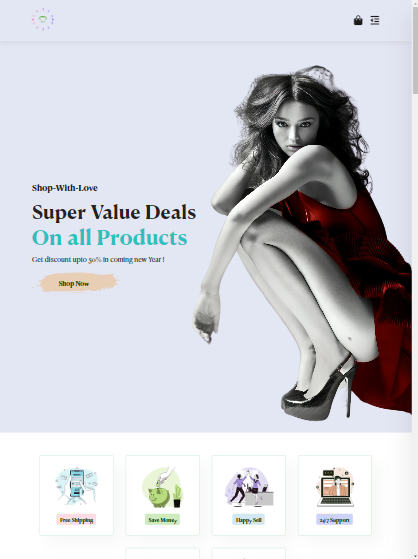 Shop-With-Love
Super Value Deals
On all Products
Get discount upto 50% in coming new Year !
Shop Now
Free Shipping
Save Money
Happy Sell
24/7 Support